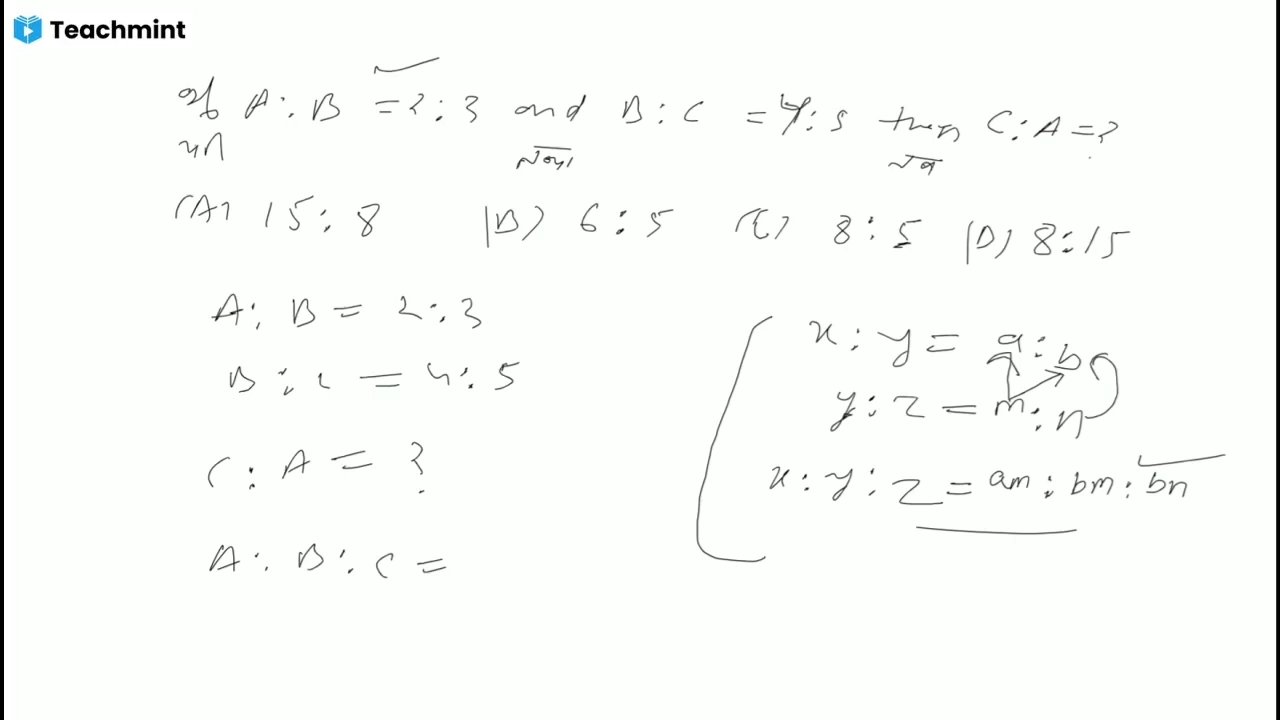 Teachmint
If A : B = 2 : 3 and B : C = 4 : 5 then C : A = ?
(A) 15 : 8 (B) 6 : 5 (C) 8 : 5 (D) 8 : 15
A : B = 2 : 3
B : C = 4 : 5
C : A = ?
A : B : C =
x : y = a : b
y : z = m : n
x : y : z = am : bm : bn